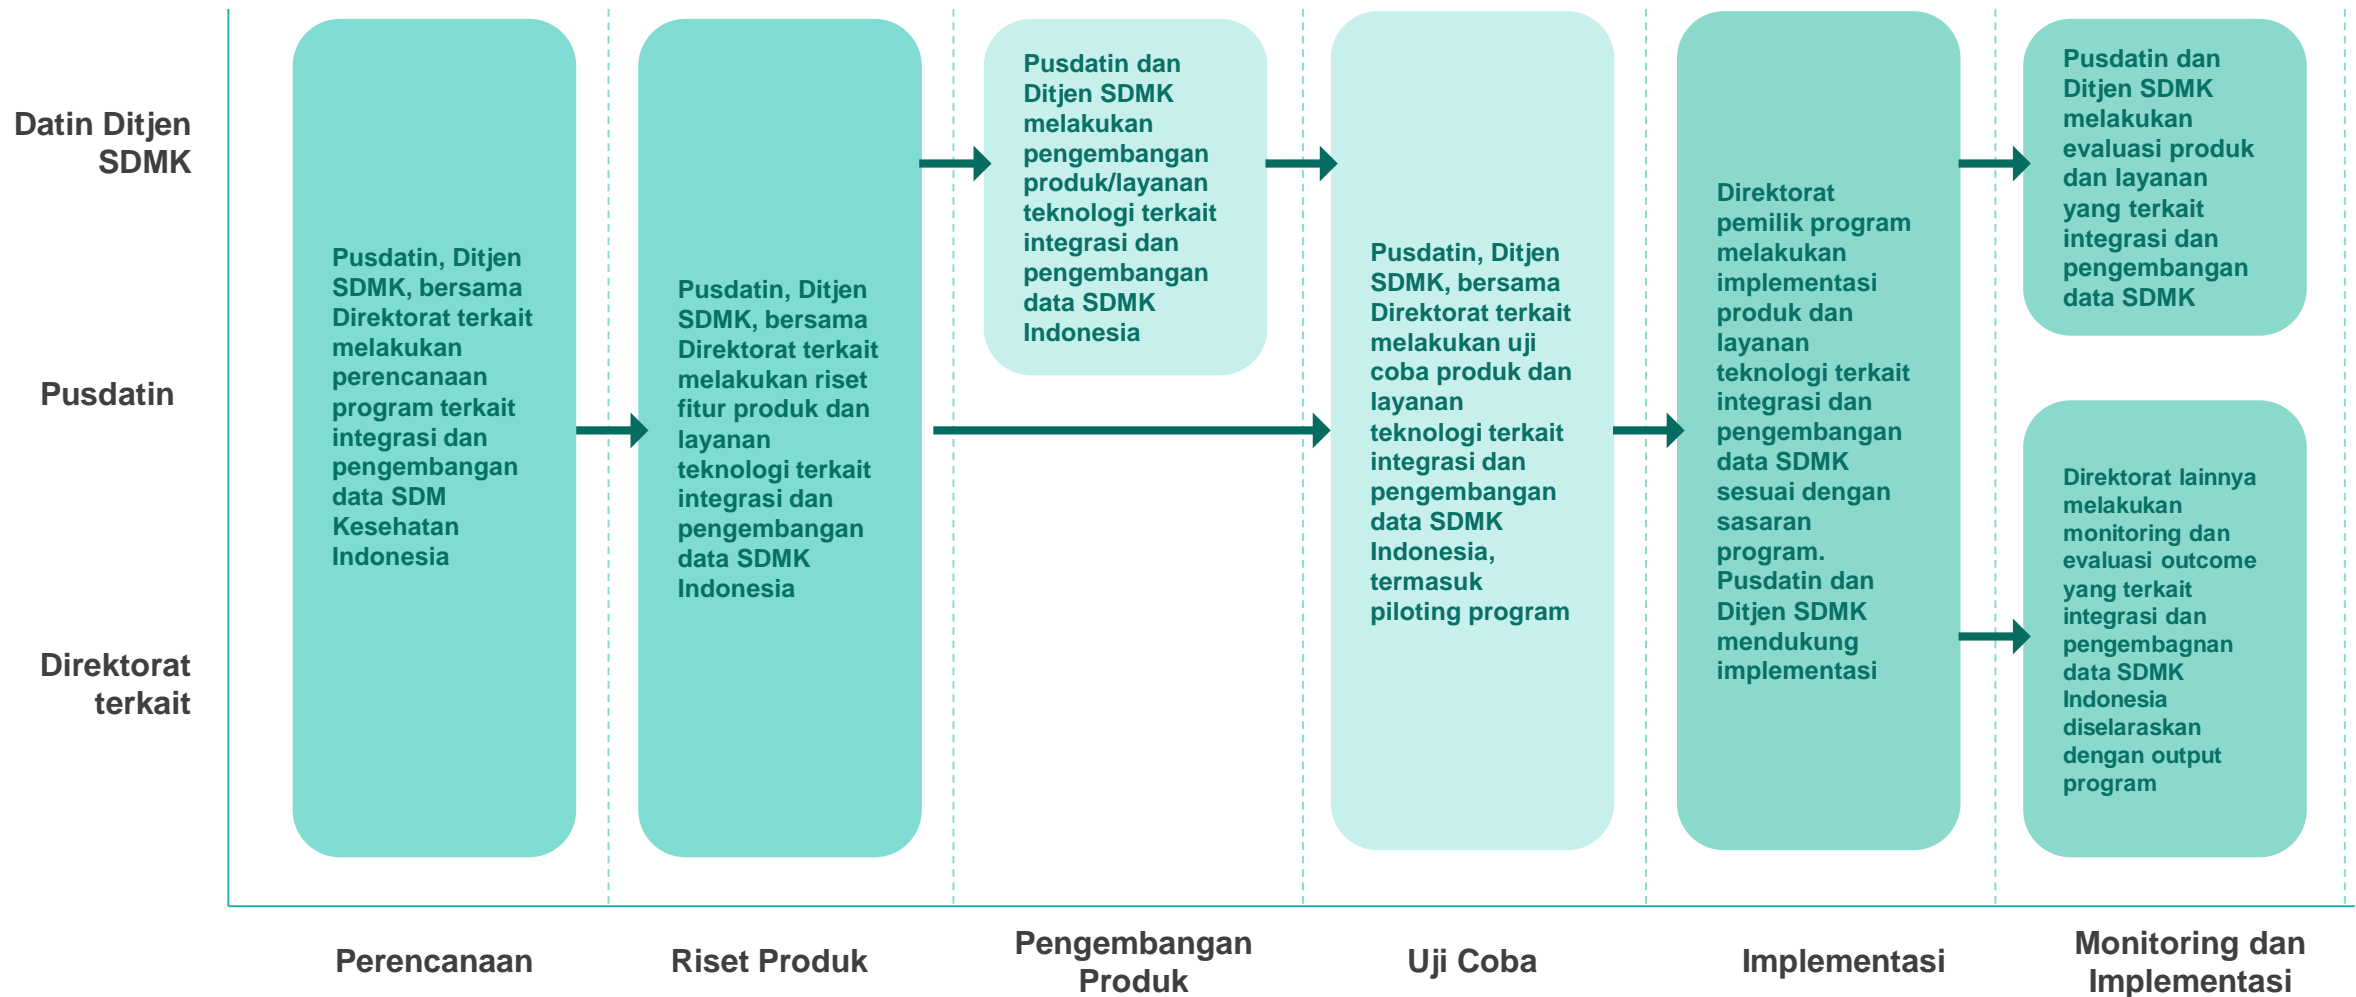 Datin Ditjen
SDMK
Pusdatin
Direktorat
terkait
Pusdatin, Ditjen
SDMK, bersama
Direktorat terkait
melakukan
perencanaan
program terkait
integrasi dan
pengembangan
data SDM
Kesehatan
Indonesia
Pusdatin, Ditjen
SDMK, bersama
Direktorat terkait
melakukan riset
fitur produk dan
layanan
teknologi terkait
integrasi dan
pengembangan
data SDMK
Indonesia
Pusdatin dan
Ditjen SDMK
melakukan
pengembangan
produk/layanan
teknologi terkait
integrasi dan
pengembangan
data SDMK
Indonesia
Pusdatin, Ditjen
SDMK, bersama
Direktorat terkait
melakukan uji
coba produk dan
layanan
teknologi terkait
integrasi dan
pengembangan
data SDMK
Indonesia,
termasuk
piloting program
Direktorat
pemilik program
melakukan
implementasi
produk dan
layanan
teknologi terkait
integrasi dan
pengembangan
data SDMK
sesuai dengan
sasaran
program.
Pusdatin dan
Ditjen SDMK
mendukung
implementasi
Pusdatin dan
Ditjen SDMK
melakukan
evaluasi produk
dan layanan
yang terkait
integrasi dan
pengembangan
data SDMK
Direktorat lainnya
melakukan
monitoring dan
evaluasi outcome
yang terkait
integrasi dan
pengembagnan
data SDMK
Indonesia
diselaraskan
dengan output
program
Perencanaan
Riset Produk
Pengembangan
Produk
Uji Coba
Implementasi
Monitoring dan
Implementasi